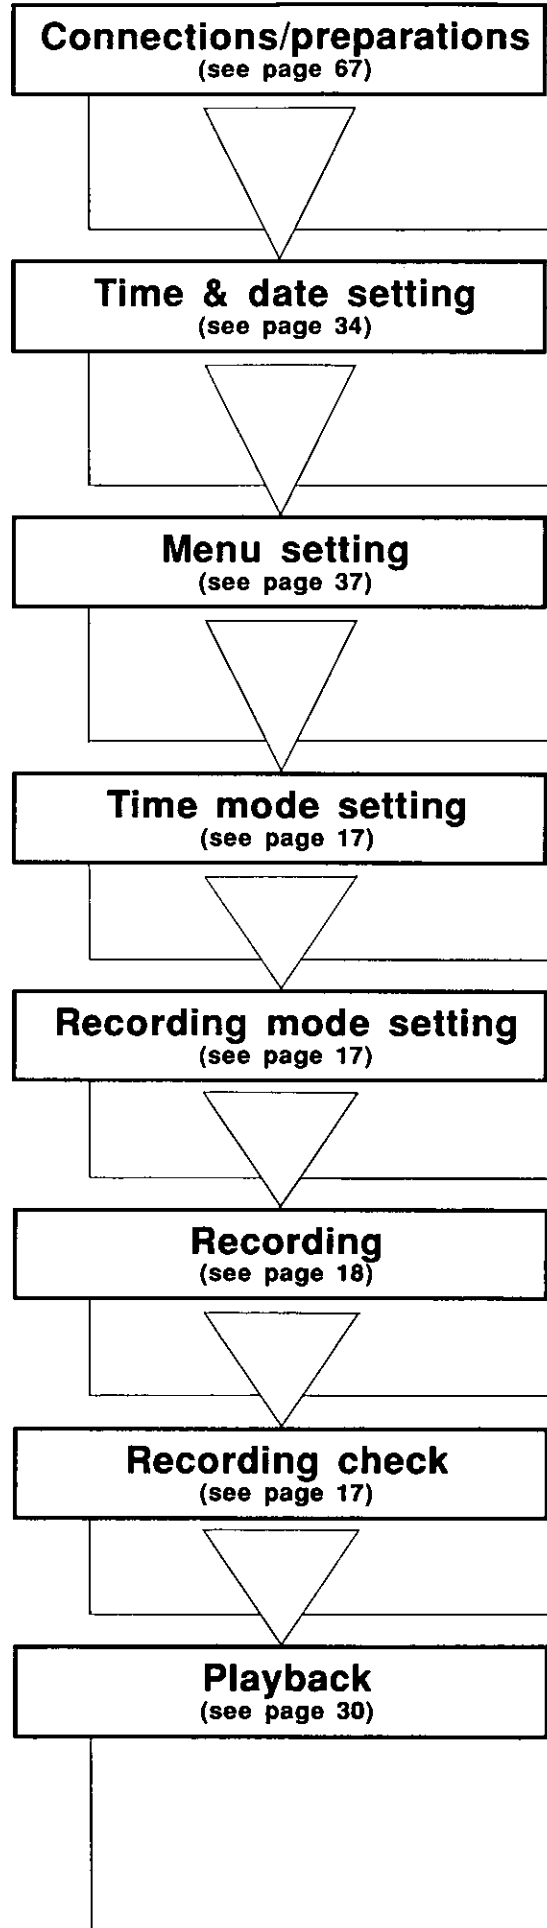 Connections/preparations
(see page 67)
Time & date setting
(see page 34)
Menu setting
(see page 37)
Time mode setting
(see page 17)
Recording mode setting
(see page 17)
Recording
(see page 18)
Recording check
(see page 17)
Playback
(see page 30)